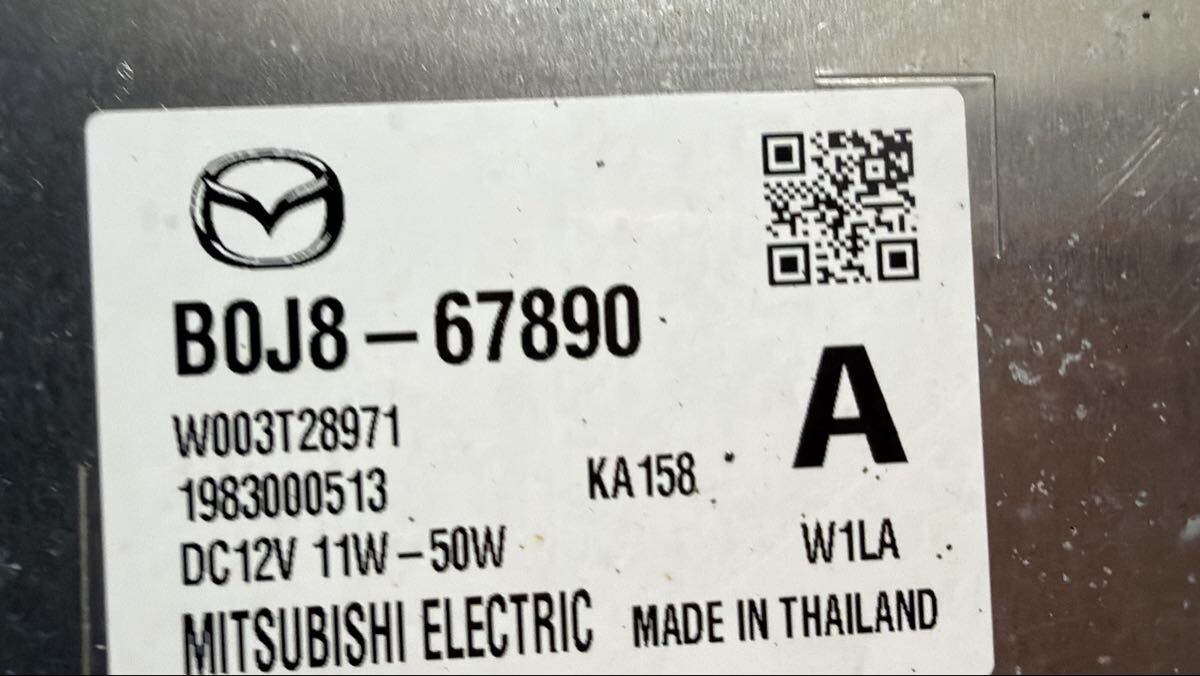 B0J8-67890
W003T28971
1983000513
KA158
A
DC12V 11W-50W
W1LA
MITSUBISHI ELECTRIC
MADE IN THAILAND